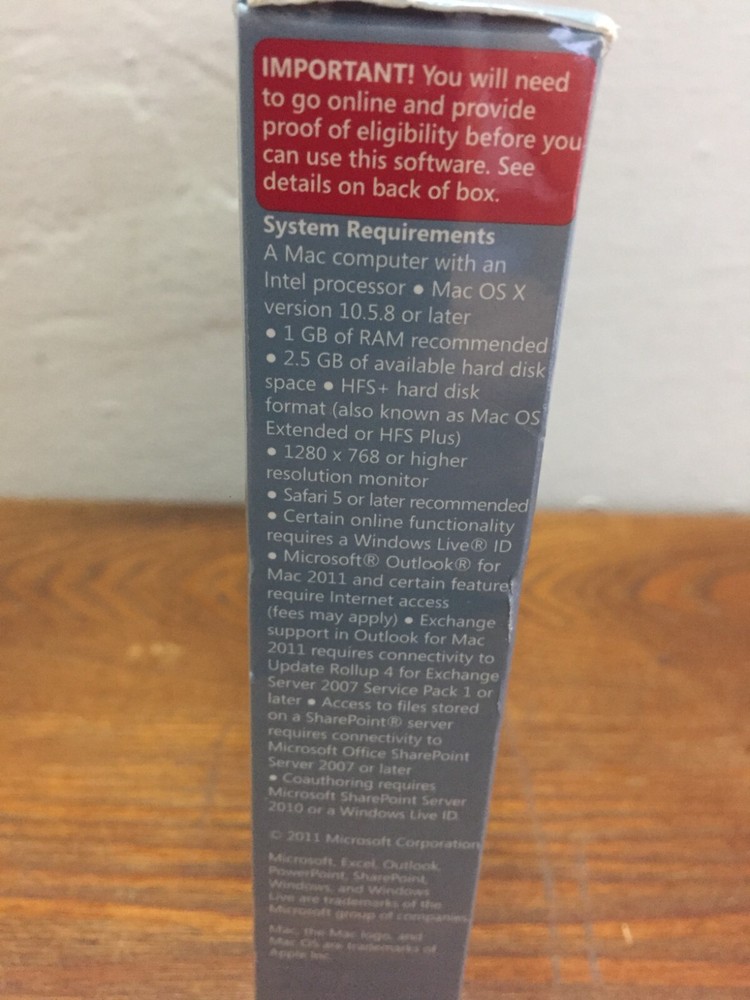 IMPORTANT! You will need
to go online and provide
proof of eligibility before you
can use this software. See
details on back of box.
System Requirements
A Mac computer with an
Intel processor • Mac OS X
version 10.5.8 or later
• 1 GB of RAM recommended
• 2.5 GB of available hard disk
space • HFS+ hard disk
format (also known as Mac OS
Extended or HFS Plus)
• 1280 x 768 or higher
resolution monitor
• Safari 5 or later recommended
• Certain online functionality
requires a Windows Live® ID
• Microsoft® Outlook® for
Mac 2011 and certain feature
require Internet access
(fees may apply) • Exchange
support in Outlook for Mac
2011 requires connectivity to
Update Rollup 4 for Exchange
Server 2007 Service Pack 1 or
later • Access to files stored
on a SharePoint® server
requires connectivity to
Microsoft Office SharePoint
Server 2007 or later
• Coauthoring requires
Microsoft SharePoint Server
2010 or a Windows Live ID.
© 2011 Microsoft Corporation
Microsoft, Excel, Outlook,
PowerPoint, SharePoint,
Windows, and Windows
Live are trademarks of the
Microsoft group of companies.
Mac, the Mac logo, and
Mac OS are trademarks of
Apple Inc.